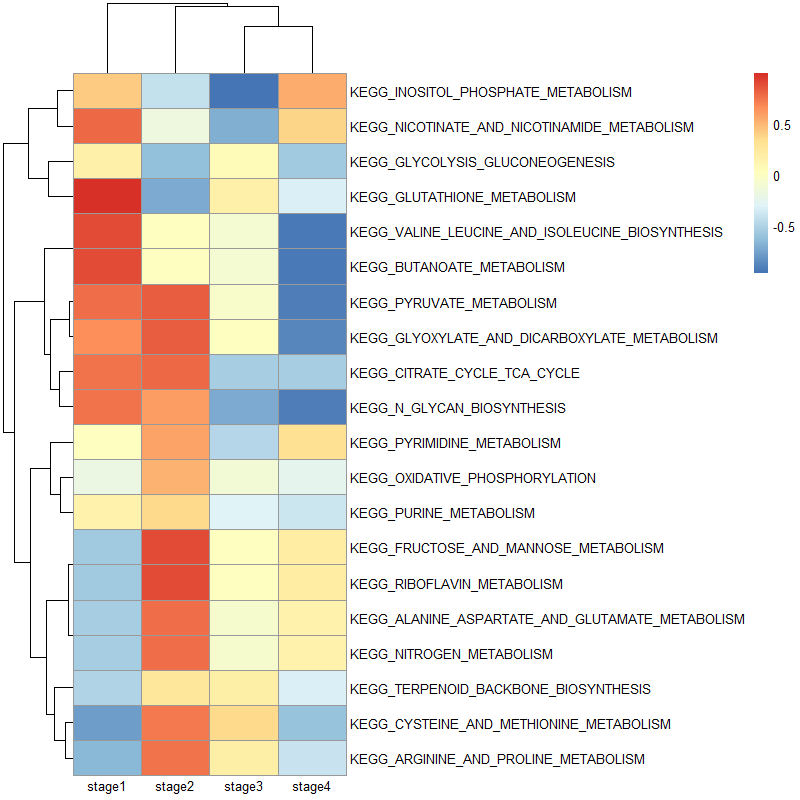 KEGG_INOSITOL_PHOSPHATE_METABOLISM
KEGG_NICOTINATE_AND_NICOTINAMIDE_METABOLISM
KEGG_GLYCOLYSIS_GLUCONEOGENESIS
KEGG_GLUTATHIONE_METABOLISM
KEGG_VALINE_LEUCINE_AND_ISOLEUCINE_BIOSYNTHESIS
KEGG_BUTANOATE_METABOLISM
KEGG_PYRUVATE_METABOLISM
KEGG_GLYOXYLATE_AND_DICARBOXYLATE_METABOLISM
KEGG_CITRATE_CYCLE_TCA_CYCLE
KEGG_N_GLYCAN_BIOSYNTHESIS
KEGG_PYRIMIDINE_METABOLISM
KEGG_OXIDATIVE_PHOSPHORYLATION
KEGG_PURINE_METABOLISM
KEGG_FRUCTOSE_AND_MANNOSE_METABOLISM
KEGG_RIBOFLAVIN_METABOLISM
KEGG_ALANINE_ASPARTATE_AND_GLUTAMATE_METABOLISM
KEGG_NITROGEN_METABOLISM
KEGG_TERPENOID_BACKBONE_BIOSYNTHESIS
KEGG_CYSTEINE_AND_METHIONINE_METABOLISM
KEGG_ARGININE_AND_PROLINE_METABOLISM
stage1 stage2 stage3 stage4
0.5
0
-0.5